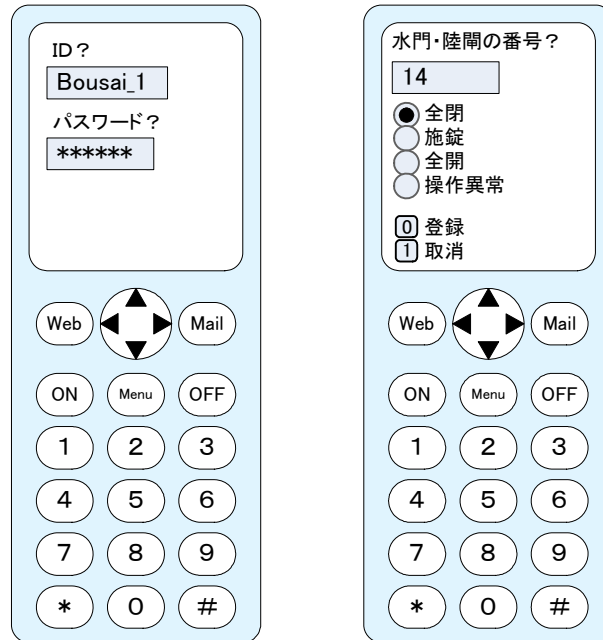 ID？
Bousai_1
パスワード？
******
Web
Mail
ON
Menu
OFF
1
2
3
4
5
6
7
8
9
*
0
#
水門・陸閘の番号？
14
全閉
施錠
全開
操作異常
0 登録
1 取消
Web
Mail
ON
Menu
OFF
1
2
3
4
5
6
7
8
9
*
0
#